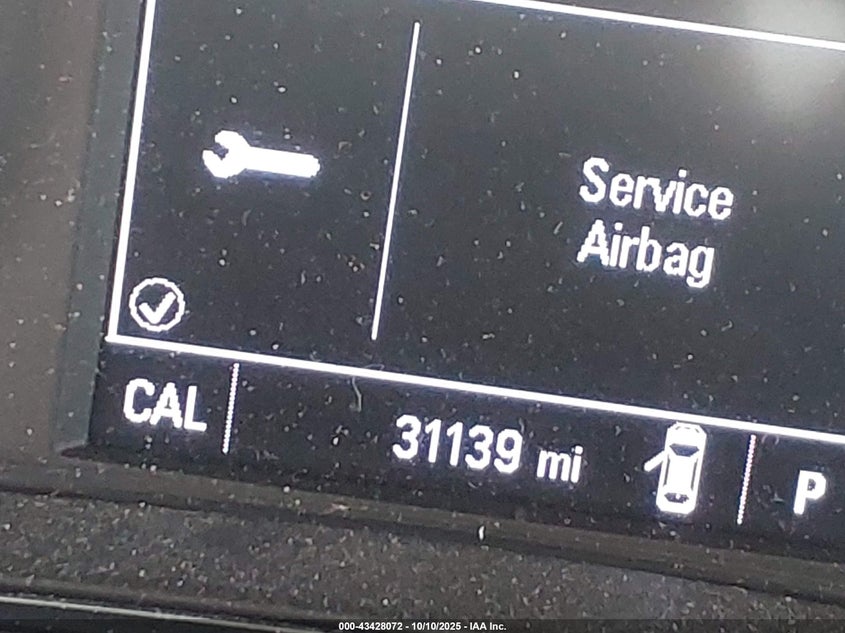 Service
Airbag
CAL
31139 mi
P
000-43428072 - 10/10/2025 - IAA Inc.